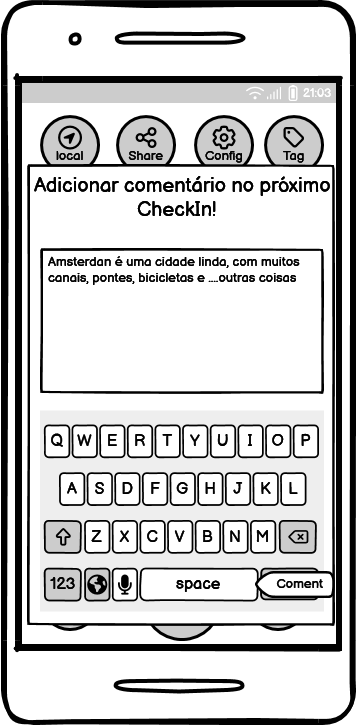 21:03
local Share Config Tag
Adicionar comentário no próximo
CheckIn!
Amsterdan é uma cidade linda, com muitos
canais, pontes, bicicletas e ....outras coisas
Q W E R T Y U I O P
A S D F G H J K L
Z X C V B N M
123 space Coment